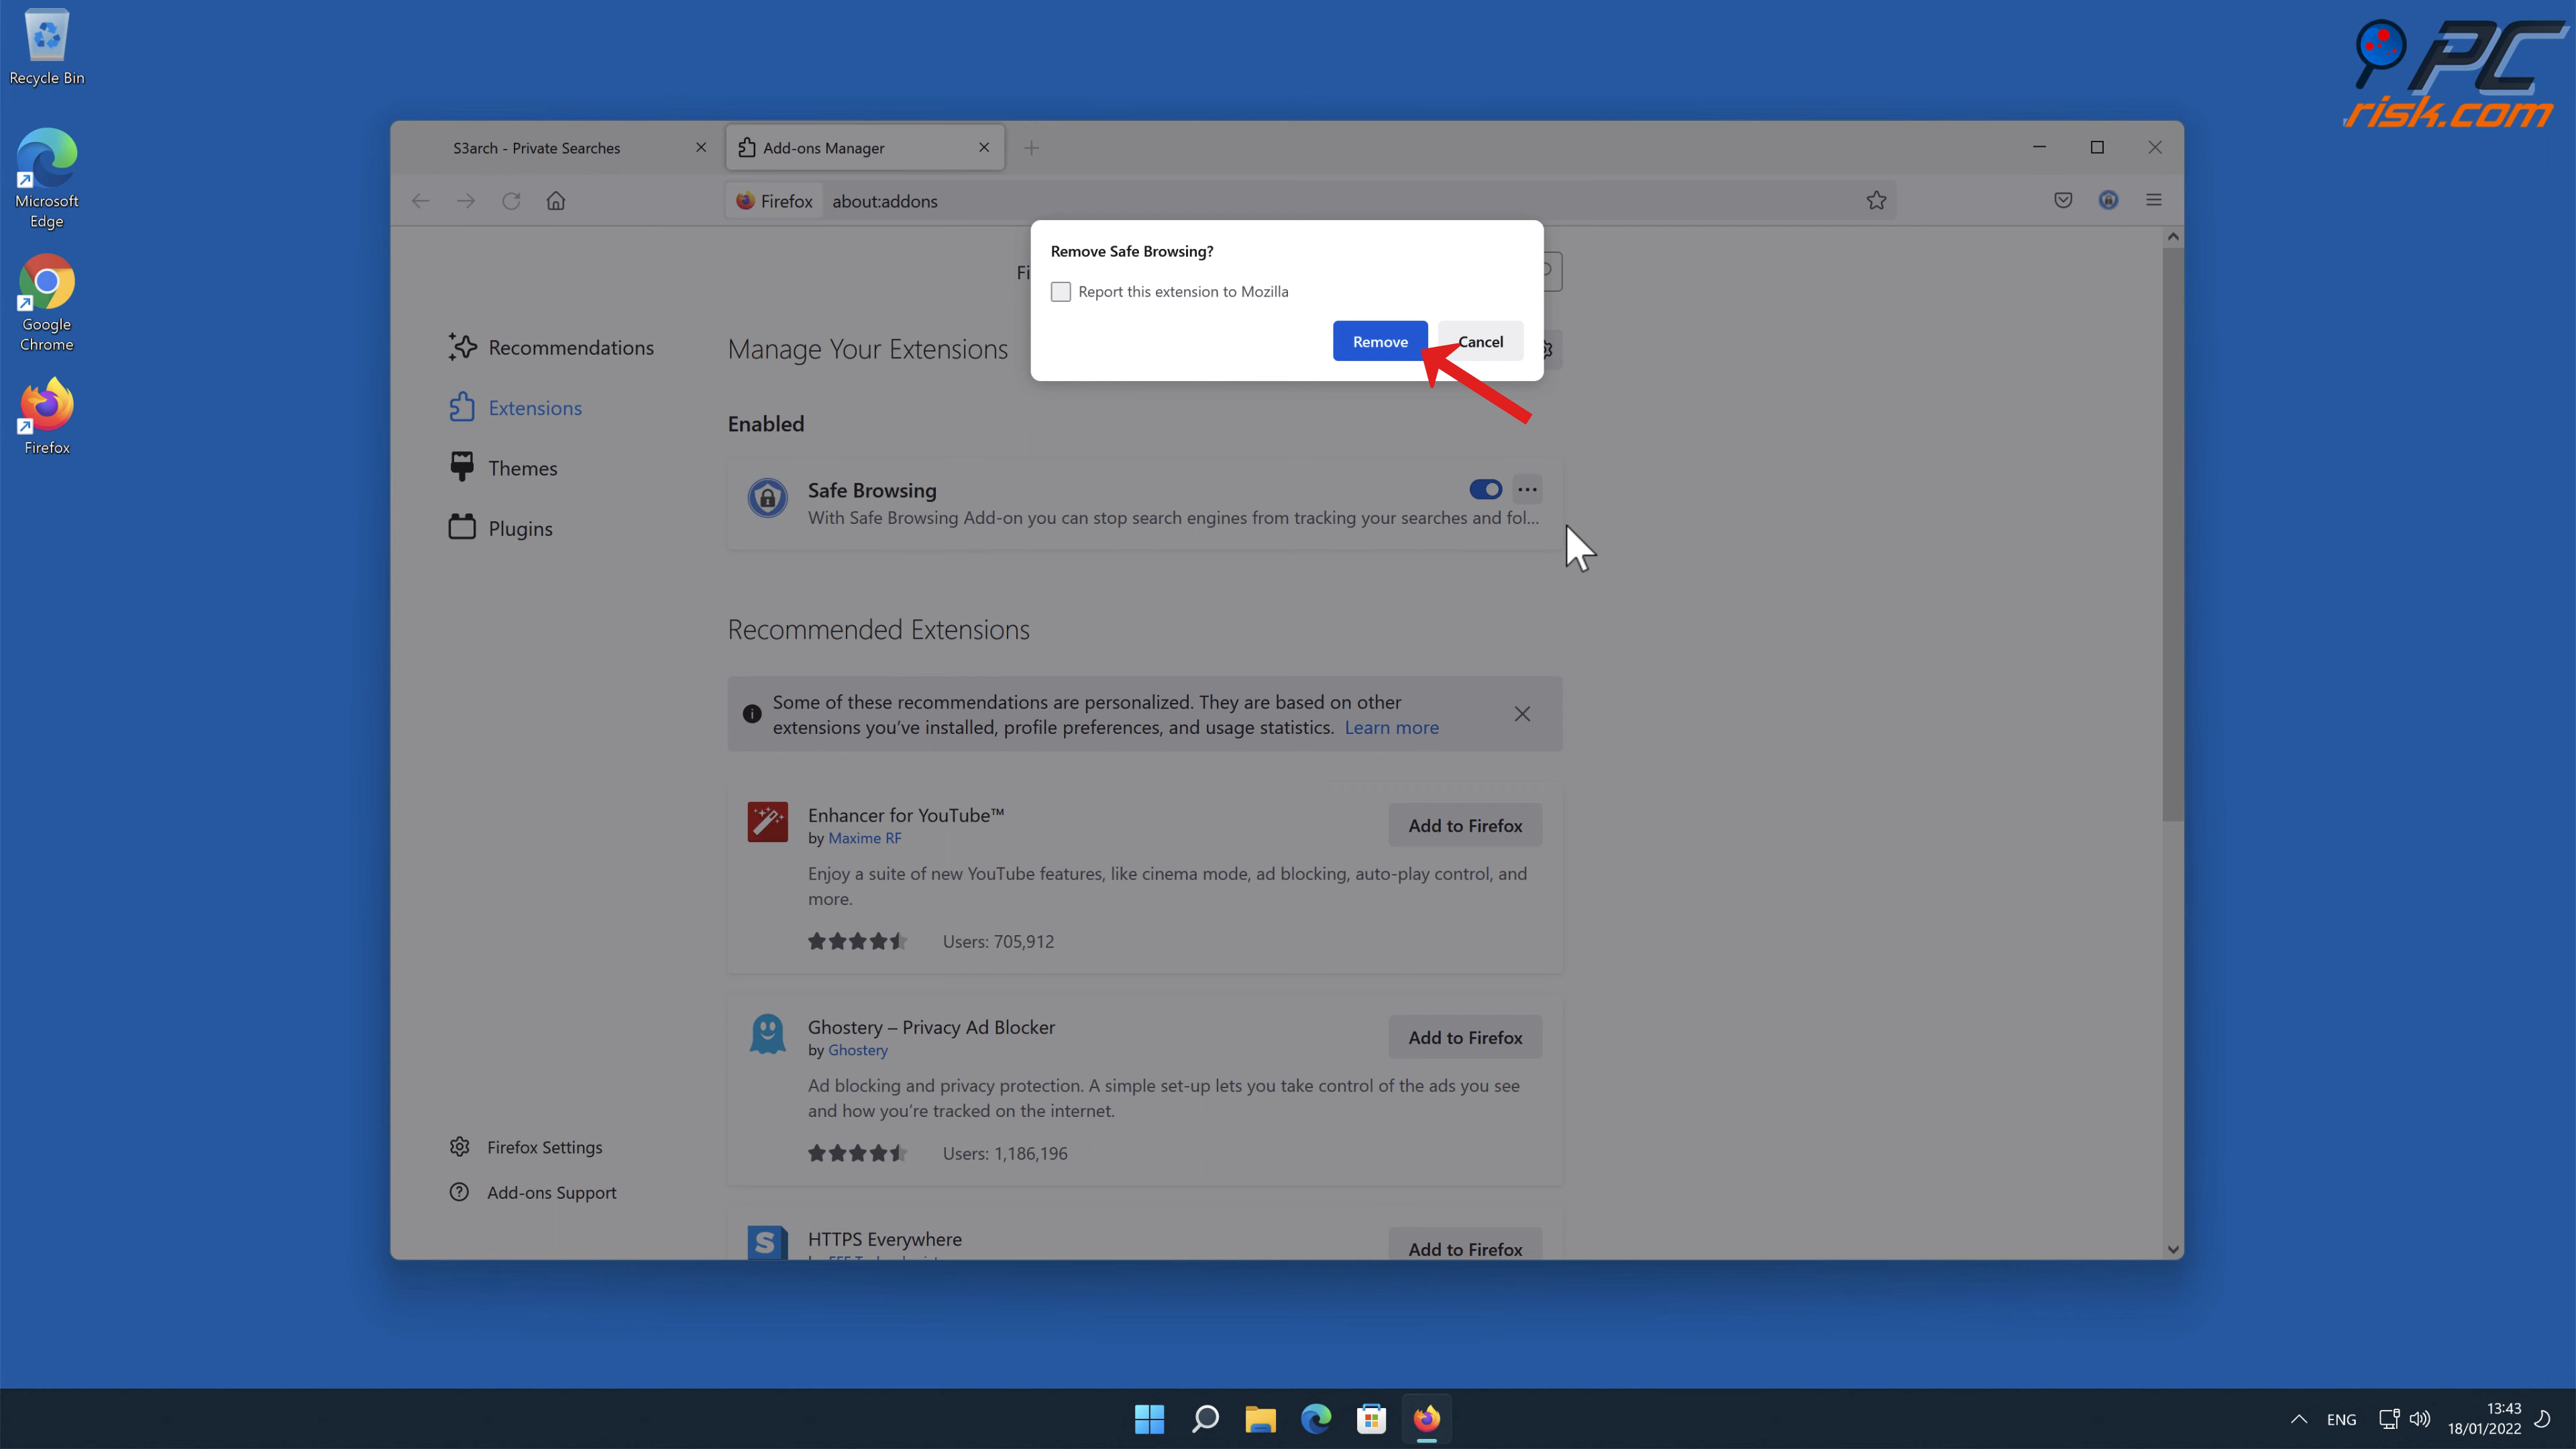 Recycle Bin
Microsoft
Edge
Google
Chrome
Firefox
PC
risk.com
S3arch - Private Searches
Add-ons Manager
Firefox
about:addons
Fi
Remove Safe Browsing?
Report this extension to Mozilla
Remove
Cancel
Recommendations
Extensions
Themes
Plugins
Firefox Settings
Add-ons Support
Manage Your Extensions
Enabled
Safe Browsing
With Safe Browsing Add-on you can stop search engines from tracking your searches and fol...
Recommended Extensions
Some of these recommendations are personalized. They are based on other
extensions you've installed, profile preferences, and usage statistics. Learn more
Enhancer for YouTube™
by Maxime RF
Add to Firefox
Enjoy a suite of new YouTube features, like cinema mode, ad blocking, auto-play control, and
more.
Users: 705,912
Ghostery – Privacy Ad Blocker
by Ghostery
Add to Firefox
Ad blocking and privacy protection. A simple set-up lets you take control of the ads you see
and how you're tracked on the internet.
Users: 1,186,196
S
HTTPS Everywhere
Add to Firefox
ENG
13:43
18/01/2022